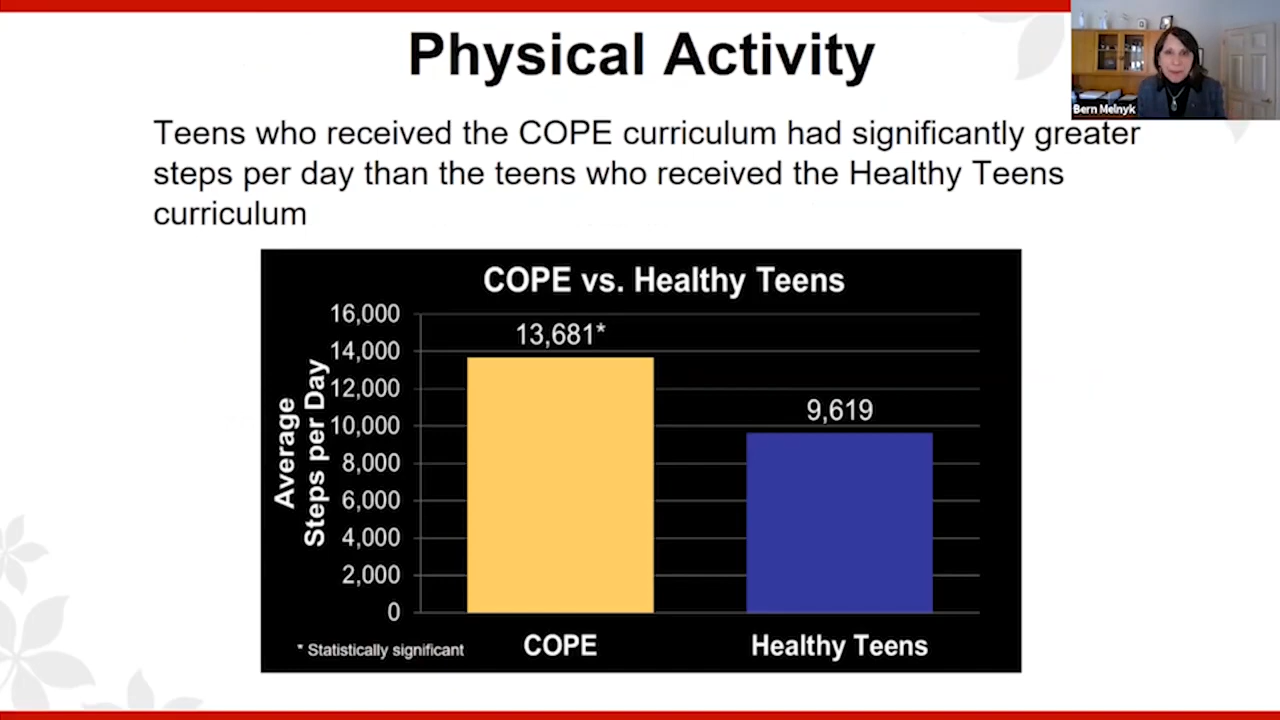 Physical Activity
Bern Melnyk
Teens who received the COPE curriculum had significantly greater
steps per day than the teens who received the Healthy Teens
curriculum
COPE vs. Healthy Teens
Average
Steps per Day
16,000
14,000
12,000
10,000
8,000
6,000
4,000
2,000
0
13,681*
9,619
COPE
Healthy Teens
* Statistically significant